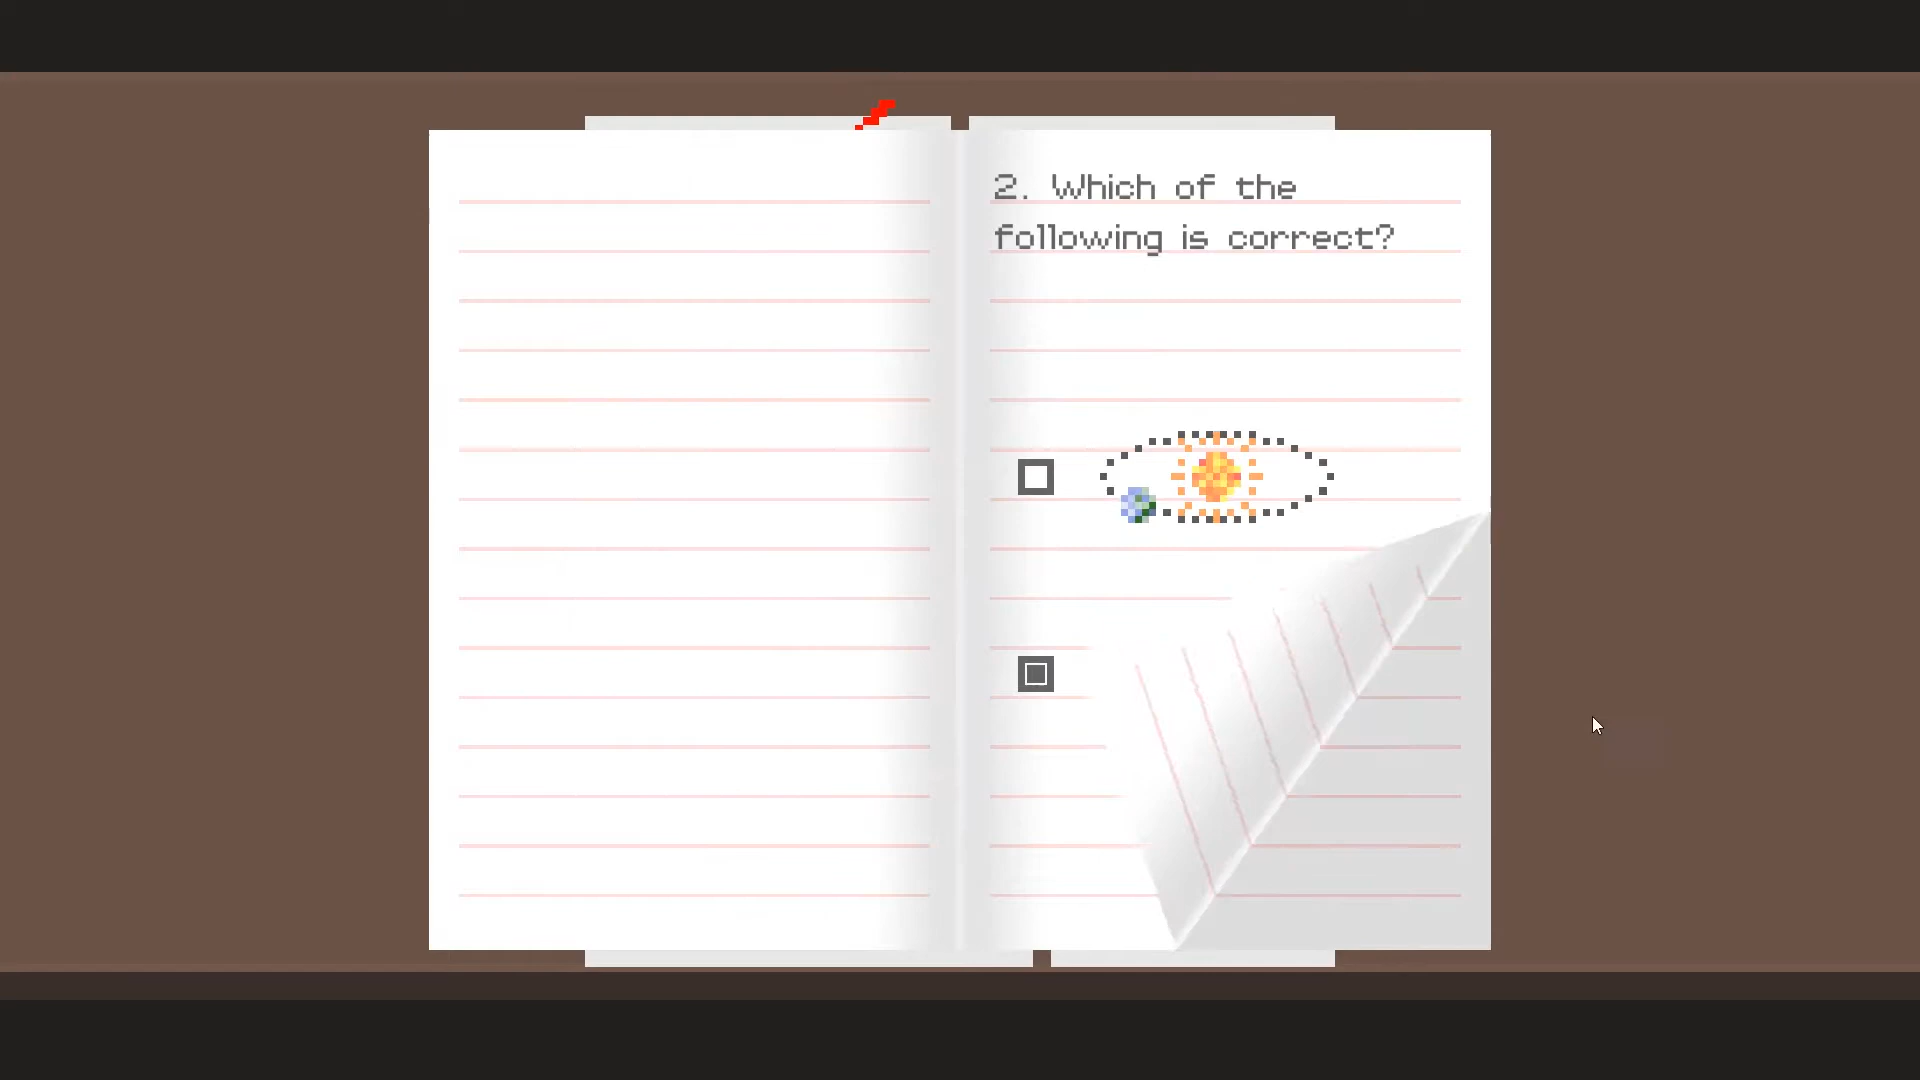 2. Which of the
following is correct?